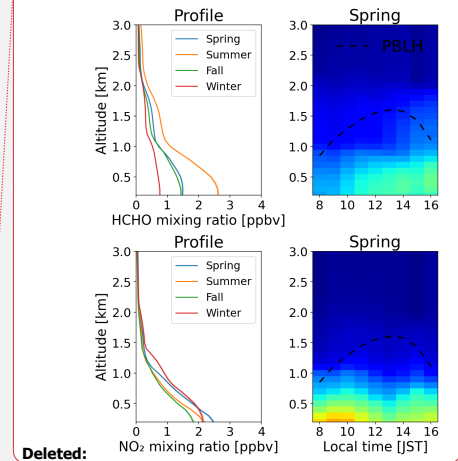 Profile
Spring
3.0
2.5
2.0
1.5
1.0
0.5
Altitude [km]
Spring
Summer
Fall
Winter
0 1 2 3 4
HCHO mixing ratio [ppbv]
3.0
2.5
2.0
1.5
1.0
0.5
PBLH
8 10 12 14 16
Profile
Spring
3.0
2.5
2.0
1.5
1.0
0.5
Altitude [km]
Spring
Summer
Fall
Winter
0 1 2 3 4
NO₂ mixing ratio [ppbv]
3.0
2.5
2.0
1.5
1.0
0.5
8 10 12 14 16
Local time [JST]
Deleted: